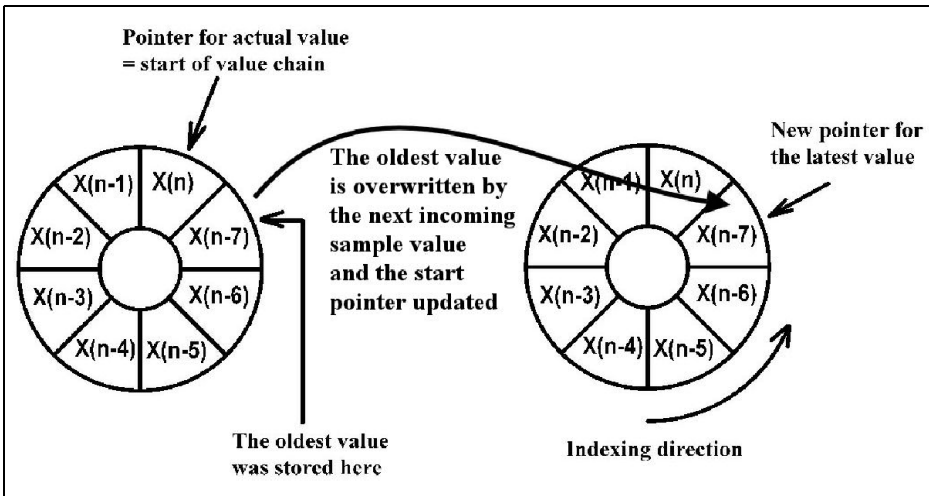 Pointer for actual value
= start of value chain
X(n-1)
X(n)
X(n-2)
X(n-7)
X(n-3)
X(n-6)
X(n-4)
X(n-5)
The oldest value
was stored here
The oldest value
is overwritten by
the next incoming
sample value
and the start
pointer updated
New pointer for
the latest value
X(n-1)
X(n)
X(n-2)
X(n-7)
X(n-3)
X(n-6)
X(n-4)
X(n-5)
Indexing direction